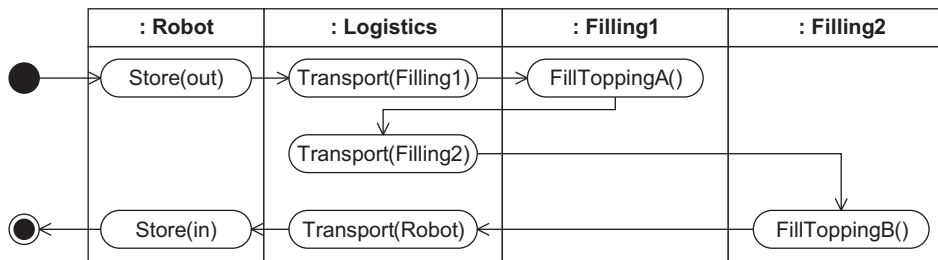 : Robot
: Logistics
: Filling1
: Filling2
Store(out)
Transport(Filling1)
FillToppingA()
Transport(Filling2)
Store(in)
Transport(Robot)
FillToppingB()